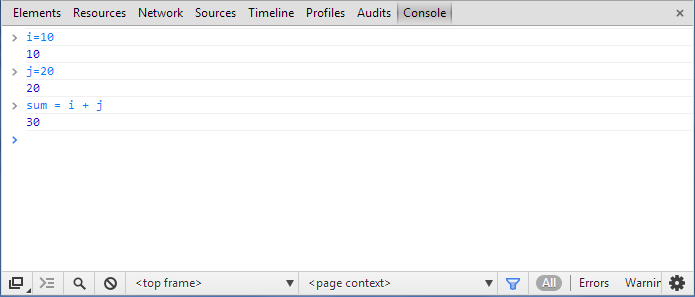 Elements Resources Network Sources Timeline Profiles Audits Console ×
> i=10
10
> j=20
20
> sum = i + j
30
>
<top frame> ▼ <page context> ▼ All Errors Warnin